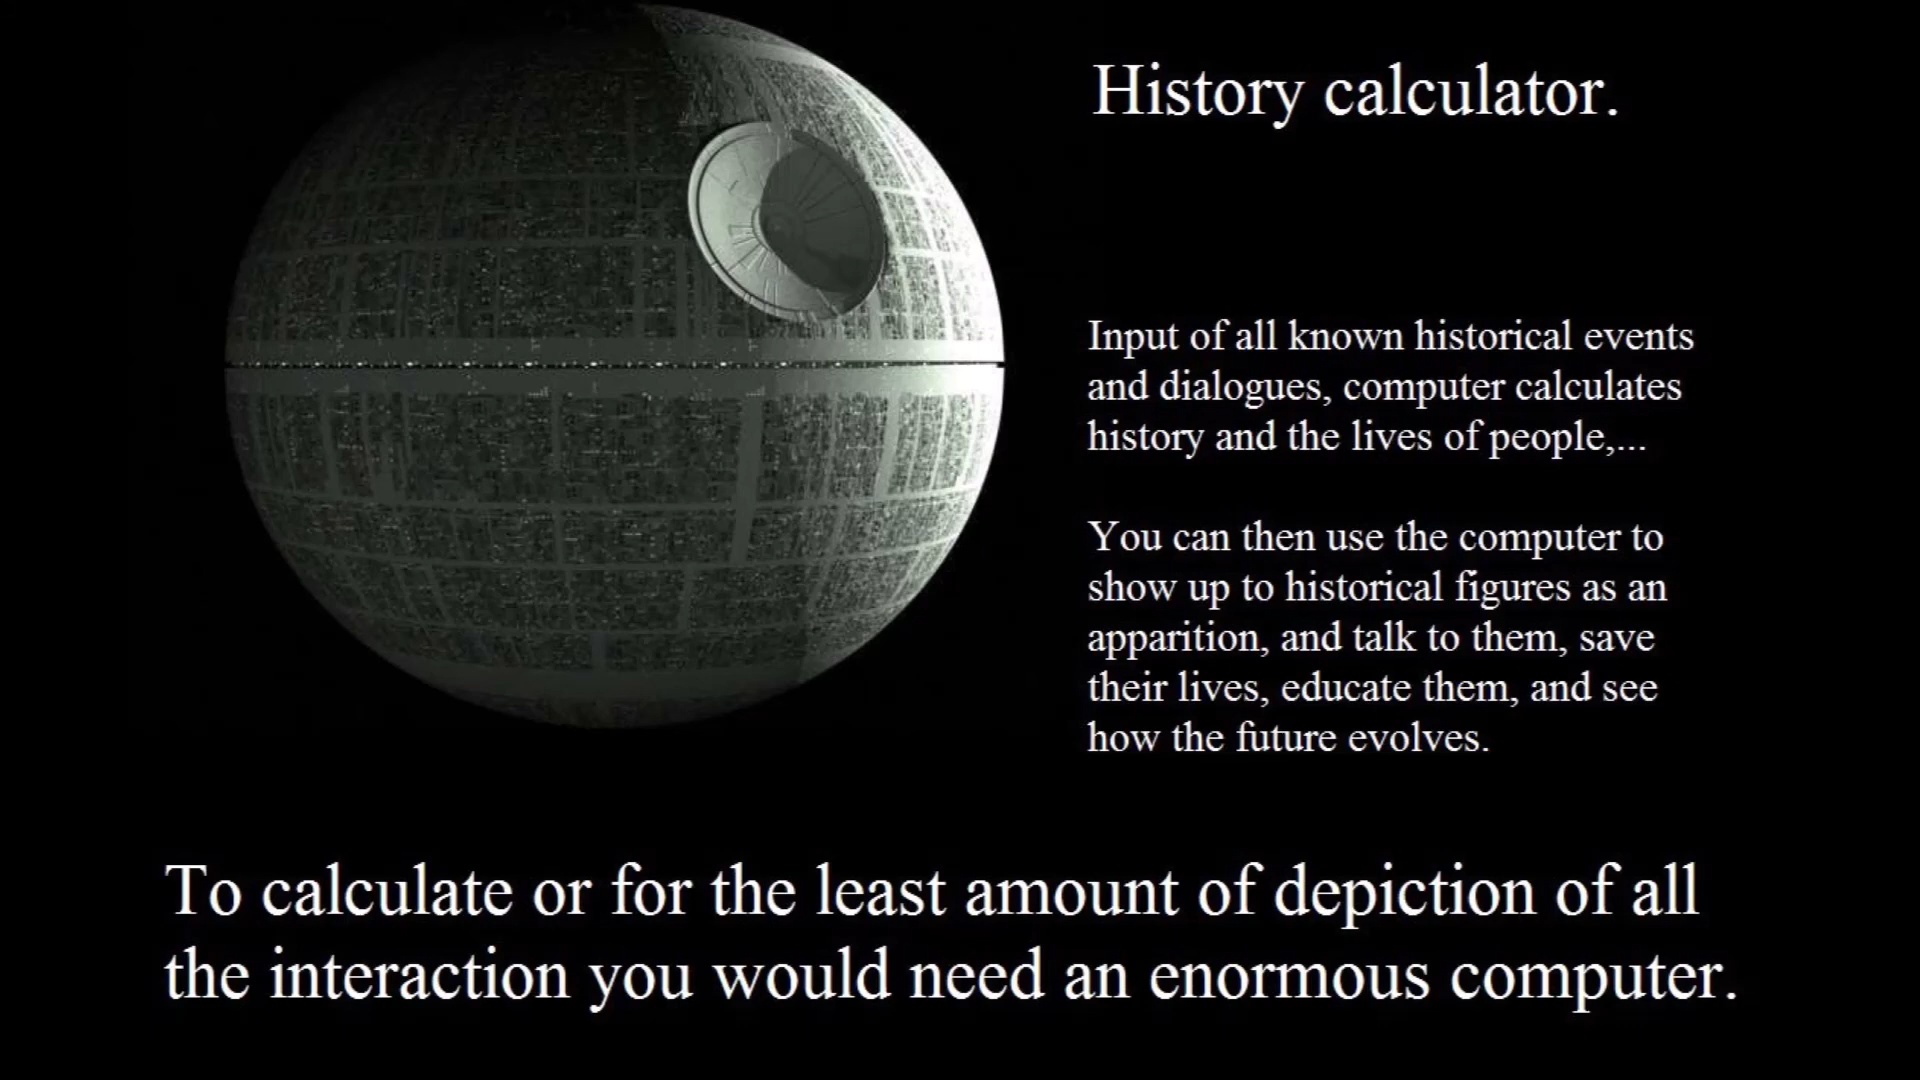 History calculator.
Input of all known historical events
and dialogues, computer calculates
history and the lives of people,...
You can then use the computer to
show up to historical figures as an
apparition, and talk to them, save
their lives, educate them, and see
how the future evolves.
To calculate or for the least amount of depiction of all
the interaction you would need an enormous computer.